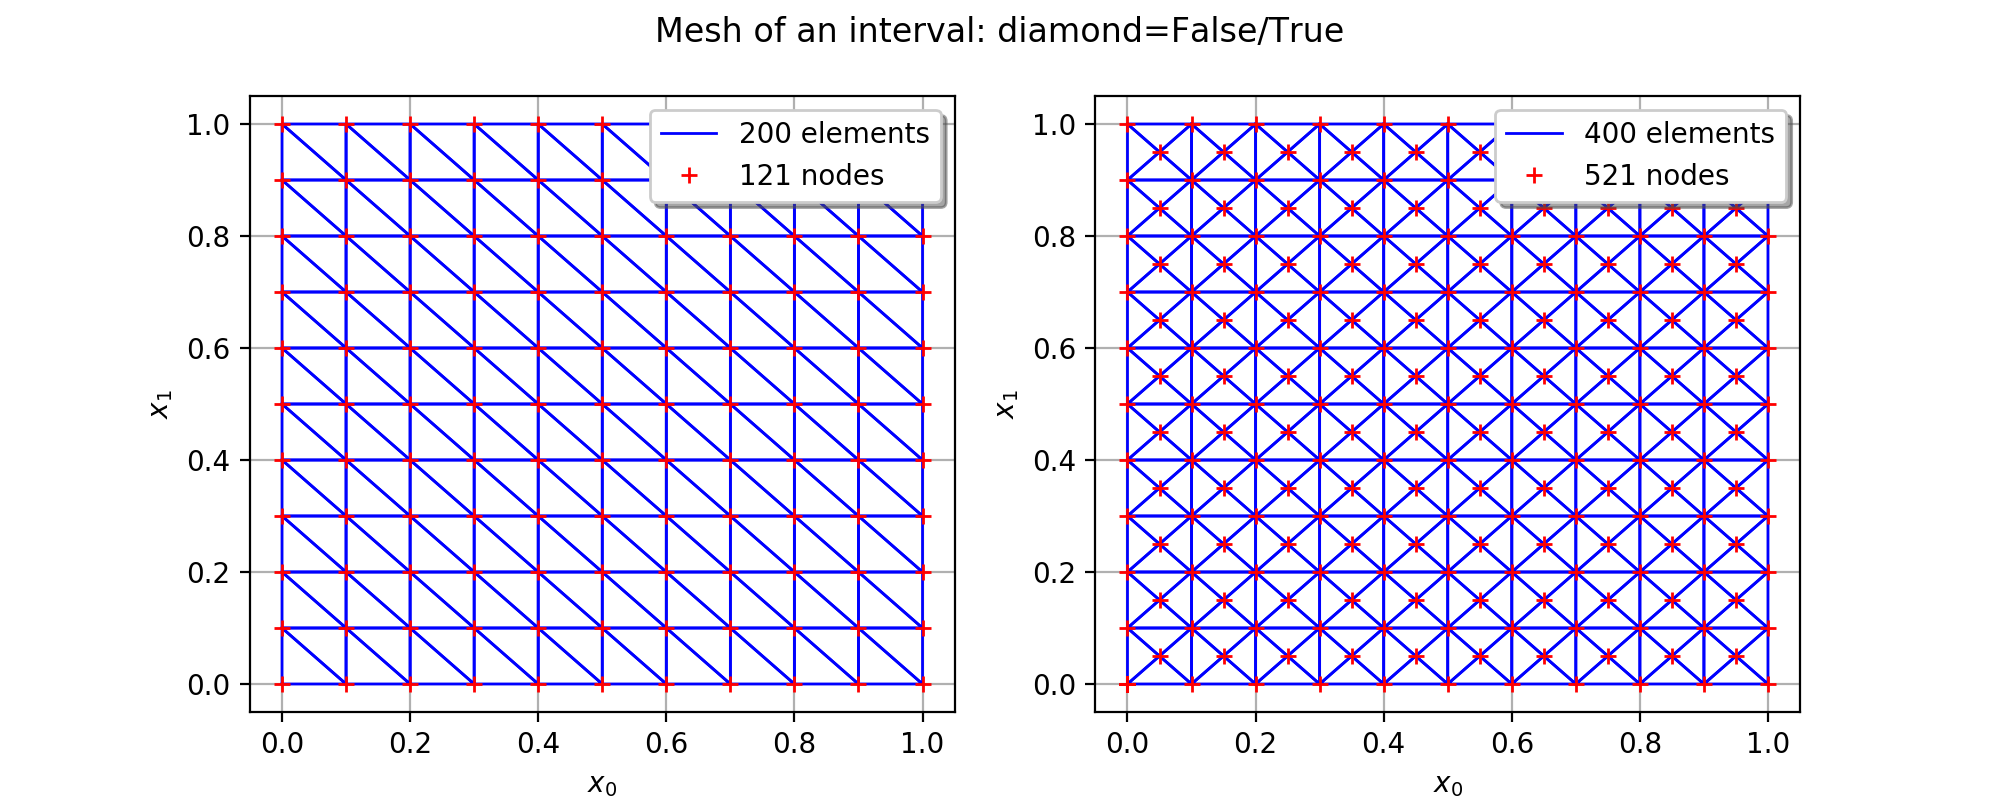 Mesh of an interval: diamond=False/True
200 elements
121 nodes
1.0
0.8
0.6
0.4
0.2
0.0
x₁
0.0 0.2 0.4 0.6 0.8 1.0
x₀
400 elements
521 nodes
1.0
0.8
0.6
0.4
0.2
0.0
x₁
0.0 0.2 0.4 0.6 0.8 1.0
x₀